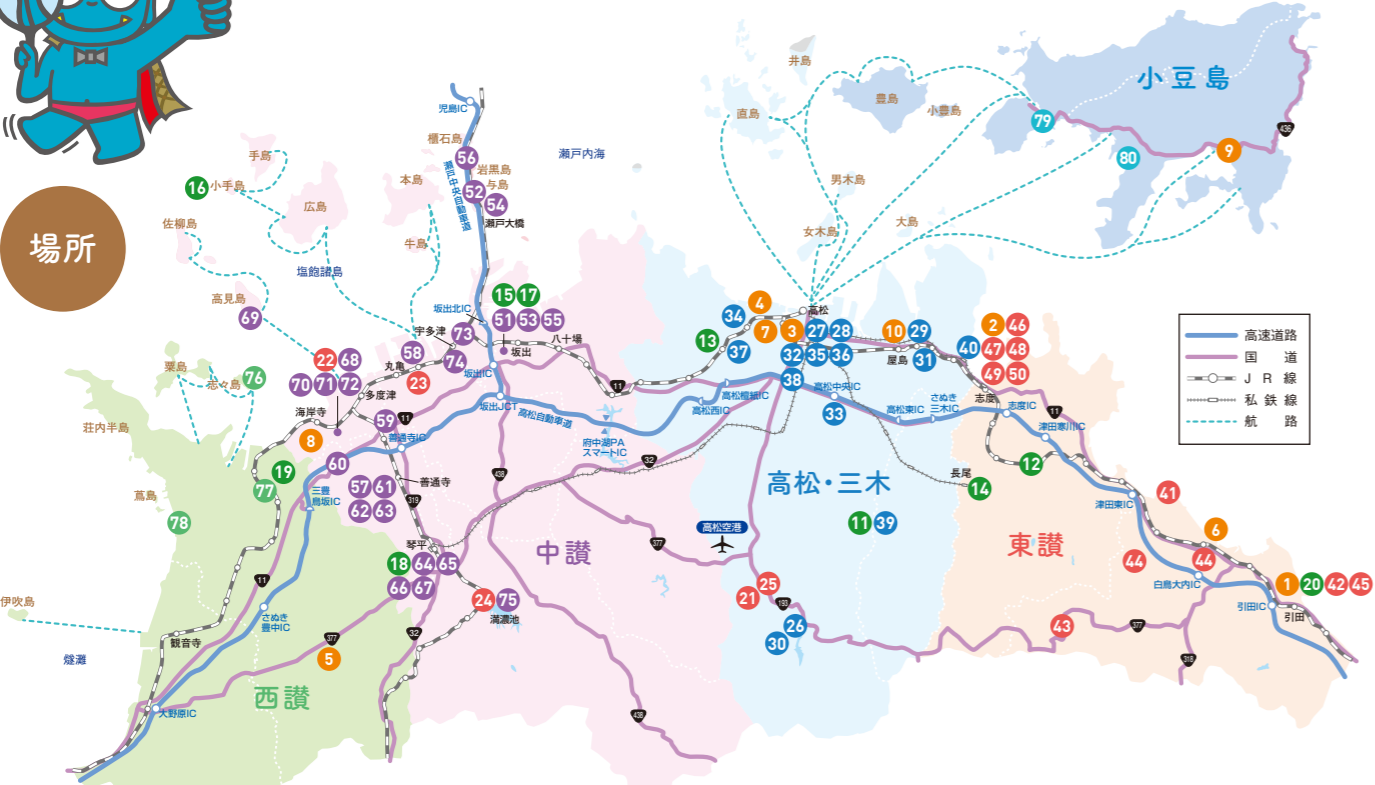 場所
小豆島
井島
直島
豊島
小豊島
79
80
9
436
児島IC
櫃石島
56
岩黒島
瀬戸内海
瀬戸中央自動車道
52
与島
54
瀬戸大橋
手島
16
小手島
広島
本島
牛島
佐柳島
塩飽諸島
高見島
69
男木島
女木島
大島
坂出北IC
15 17
51 53 55
坂出
八十場
宇多津
73
74
58
丸亀
23
坂出IC
坂出JCT
高松自動車道
粟島
志々島
76
22 68
70 71 72
多度津
海岸寺
8
荘内半島
59
11
善通寺IC
善通寺
60
57 61
62 63
319
19
77
三豊鳥坂IC
蔦島
78
4
34
高松
13
37
7
3 27 28
32 35 36
38
10 29
屋島
31
40
2 46
47 48
49 50
志度
志度IC
11
11
高松檀紙IC
高松西IC
高松中央IC
33
高松東IC
さぬき三木IC
津田寒川IC
府中湖PA
スマートIC
438
32
高松・三木
長尾
14
12
津田東IC
41
高速道路
国道
JR線
私鉄線
航路
高松空港
11 39
東讃
6
44
44
白鳥大内IC
1 20 42 45
引田IC
引田
琴平
18 64 65
66 67
中讃
377
24 75
満濃池
32
25
21
193
26
30
43
377
318
伊吹島
燧灘
11
さぬき豊中IC
観音寺
377
5
西讃
大野原IC
438